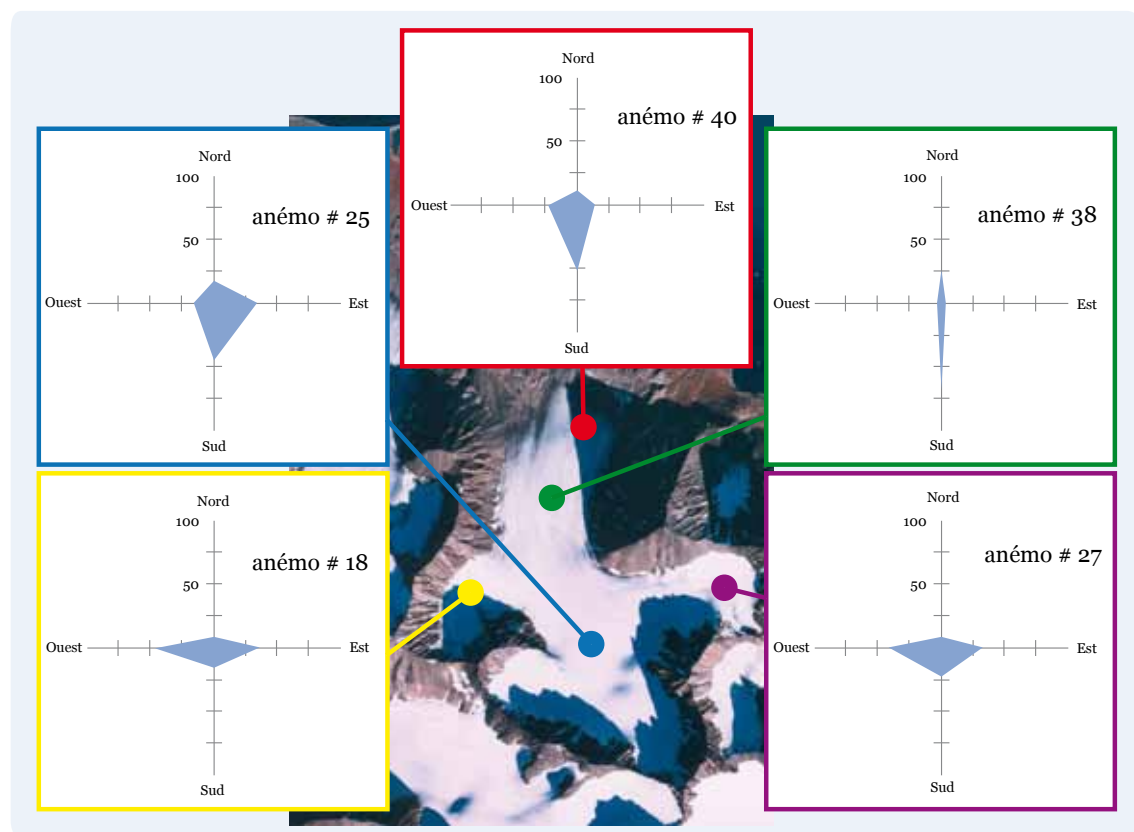 Nord
100
anémo # 40
50
Ouest
Est
Sud
Nord
100
anémo # 25
50
Ouest
Est
Sud
Nord
100
anémo # 38
50
Ouest
Est
Sud
Nord
100
anémo # 18
50
Ouest
Est
Sud
Nord
100
anémo # 27
50
Ouest
Est
Sud